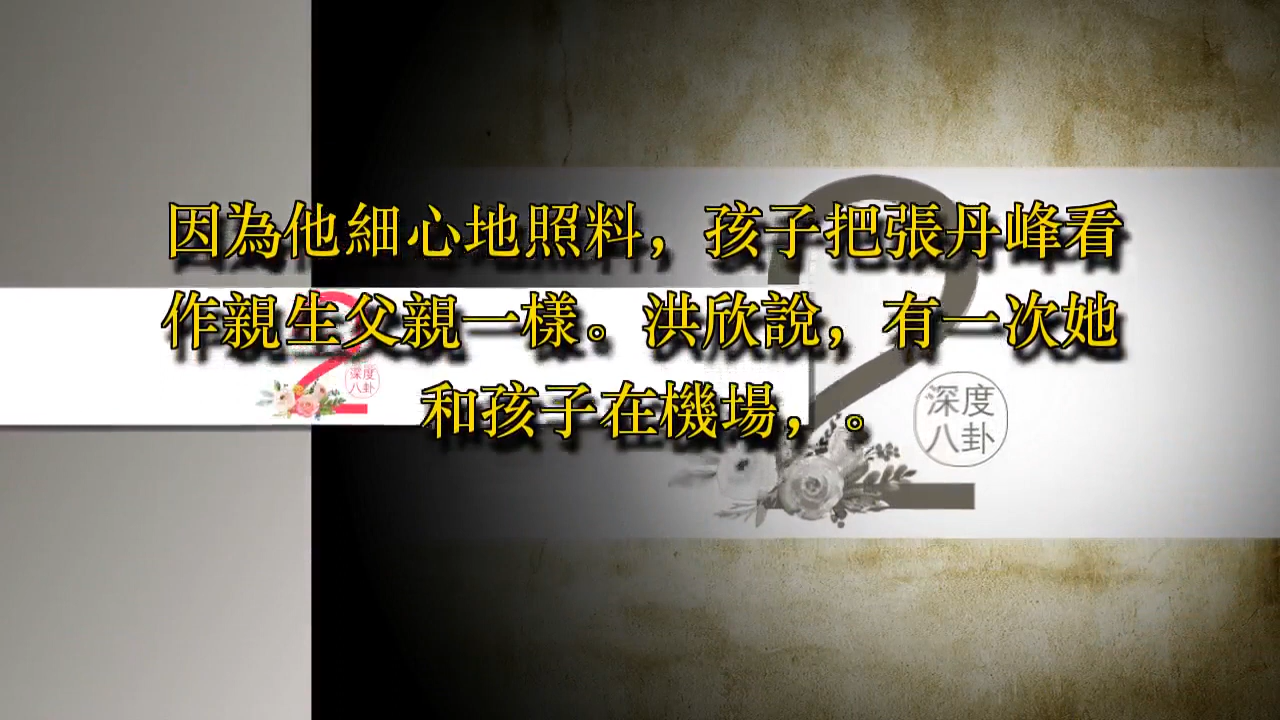 因為他細心地照料，孩子把張丹峰看
作親生父親一樣。洪欣說，有一次她
和孩子在機場，。
2
深度
八卦
2
深度
八卦